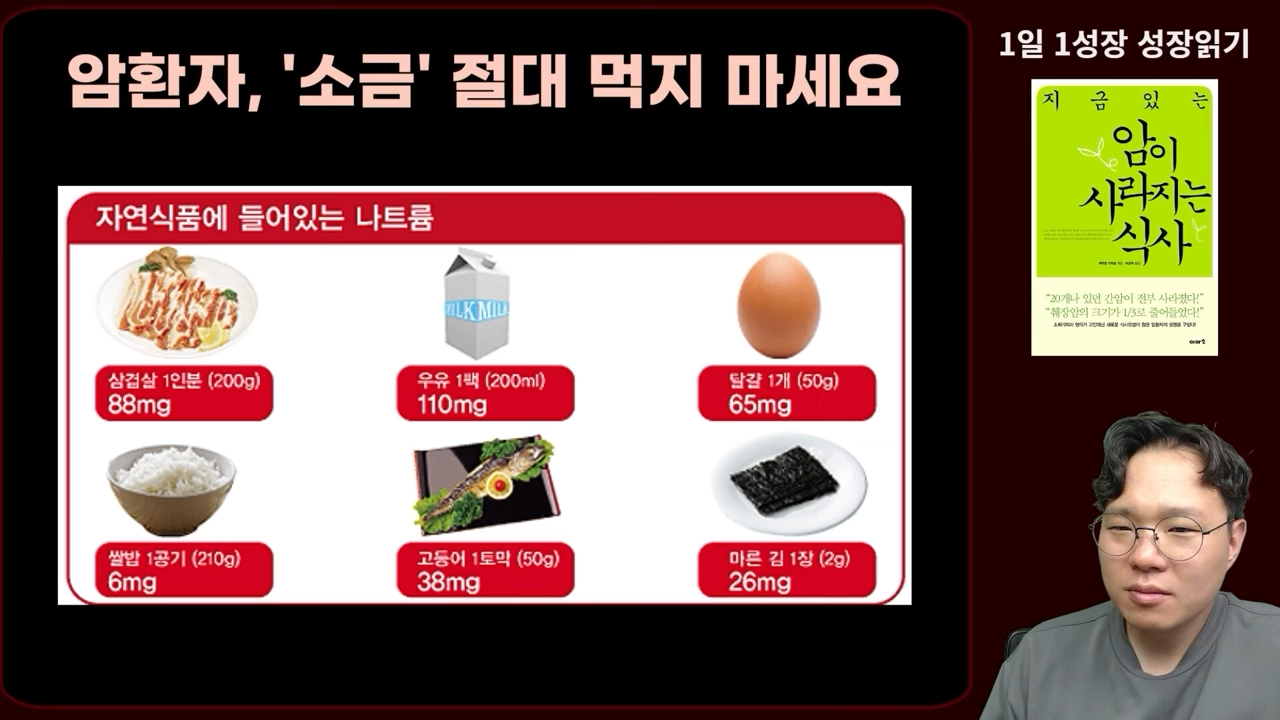 암환자, '소금' 절대 먹지 마세요
1일 1성장 성장읽기
지금있는
암이
사라지는
식사
"20개나 있던 간암이 전부 사라졌다!"
"췌장암의 크기가 1/3로 줄어들었다!"
자연식품에 들어있는 나트륨
MILK MILK
삼겹살 1인분 (200g)
88mg
우유 1팩 (200ml)
110mg
달걀 1개 (50g)
65mg
쌀밥 1공기 (210g)
6mg
고등어 1토막 (50g)
38mg
마른 김 1장 (2g)
26mg